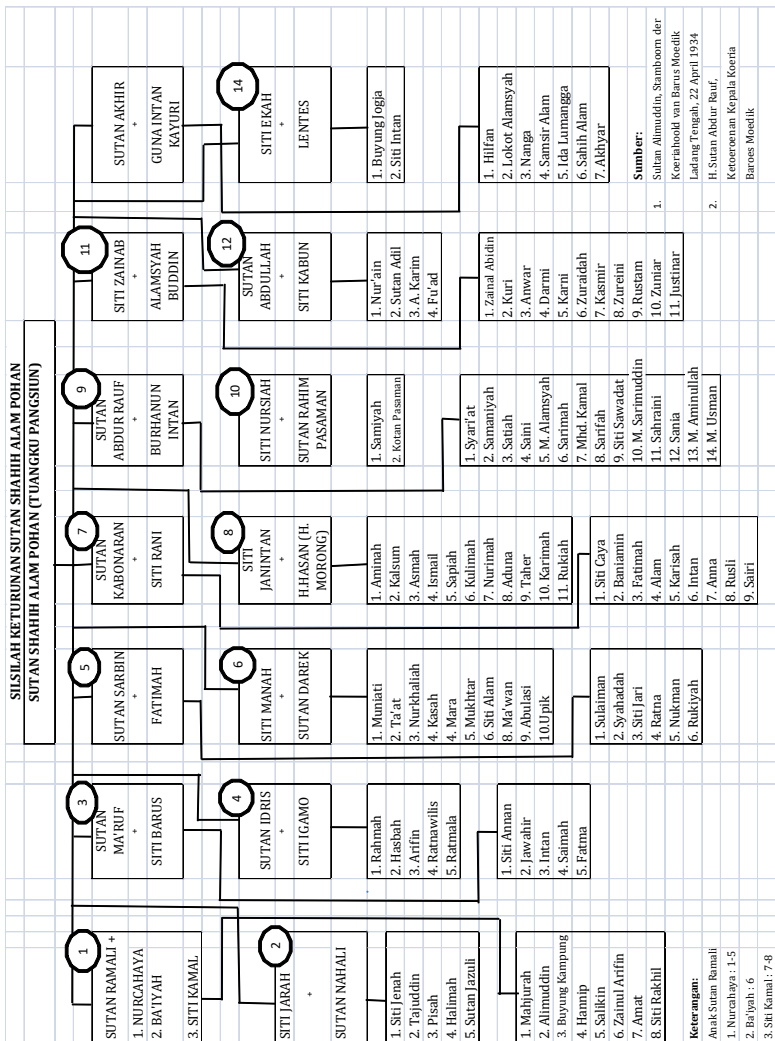 SILSILAH KETURUNAN SUTAN SHAHIH ALAM POHAN
SUTAN SHAHIH ALAM POHAN (TUANGKU PANGSIUN)
1
SUTAN RAMALI +
1. NURCAHAYA
2. BA'IYAH
3. SITI KAMAL
2
SITI JARAH
+
SUTAN NAHALI
1. Siti Jenah
2. Tajuddin
3. Pisah
4. Halimah
5. Sutan Jazuli
1. Mahjurah
2. Alimuddin
3. Buyung Kampung
4. Hannip
5. Salikin
6. Zainul Arifin
7. Amat
8. Siti Rakhil
Keterangan:
Anak Sutan Ramali
1. Nurcahaya : 1-5
2. Ba'iyah : 6
3. Siti Kamal : 7-8
3
SUTAN
MA'RUF
+
SITI BARUS
4
SUTAN IDRIS
+
SITI IGAMO
1. Rahmah
2. Hasbah
3. Arifin
4. Ratnawilis
5. Ratmala
1. Siti Annan
2. Jawahir
3. Intan
4. Saimah
5. Fatma
5
SUTAN SARBIN
+
FATIMAH
6
SITI MANAH
+
SUTAN DAREK
1. Muniati
2. Ta'at
3. Nurkhaliah
4. Kasah
4. Mara
5. Mukhtar
6. Siti Alam
8. Ma'wan
9. Abulasi
10.Upik
1. Sulaiman
2. Syahadah
3. Siti Jari
4. Ratna
5. Nukman
6. Rukiyah
7
SUTAN
KABONARAN
+
SITI RANI
8
SITI
JANINTAN
+
H.HASAN (H.
MORONG)
1. Aminah
2. Kalsum
3. Asmah
4. Ismail
5. Sapiah
6. Kulimah
7. Nurimah
8. Aduna
9. Taher
10. Karimah
11. Rukiah
1. Siti Caya
2. Baniamin
3. Fatimah
4. Alam
5. Karisah
6. Intan
7. Anna
8. Rusli
9. Sairi
9
SUTAN
ABDUR RAUF
+
BURHANUN
INTAN
10
SITI NURSIAH
+
SUTAN RAHIM
PASAMAN
1. Samiyah
2. Kotan Pasaman
1. Syari'at
2. Samaniyah
3. Satiah
4. Saini
5. M. Alamsyah
6. Sarimah
7. Mhd. Kamal
8. Sarifah
9. Siti Sawadat
10. M. Sarimuddin
11. Sahraini
12. Sania
13. M. Aminullah
14. M. Usman
11
SITI ZAINAB
+
ALAMSYAH
BUDDIN
12
SUTAN
ABDULLAH
+
SITI KABUN
1. Nur'ain
2. Sutan Adil
3. A. Karim
4. Fu'ad
1. Zainal Abidin
2. Kuri
3. Anwar
4. Darmi
5. Karni
6. Zuraidah
7. Kasmir
8. Zureini
9. Rustam
10. Zuniar
11. Justinar
SUTAN AKHIR
+
GUNA INTAN
KAYURI
14
SITI EKAH
+
LENTES
1. Buyung Jogja
2. Siti Intan
1. Hilfan
2. Lokot Alamsyah
3. Nanga
4. Samsir Alam
5. Ida Lumangga
6. Sahih Alam
7. Akhyar
Sumber:
1. Sultan Alimuddin, Stamboom der
Koeriahoold van Barus Moedik
Ladang Tengah, 22 April 1934
2. H.Sutan Abdur Rauf,
Ketoeroenan Kepala Koeria
Baroes Moedik